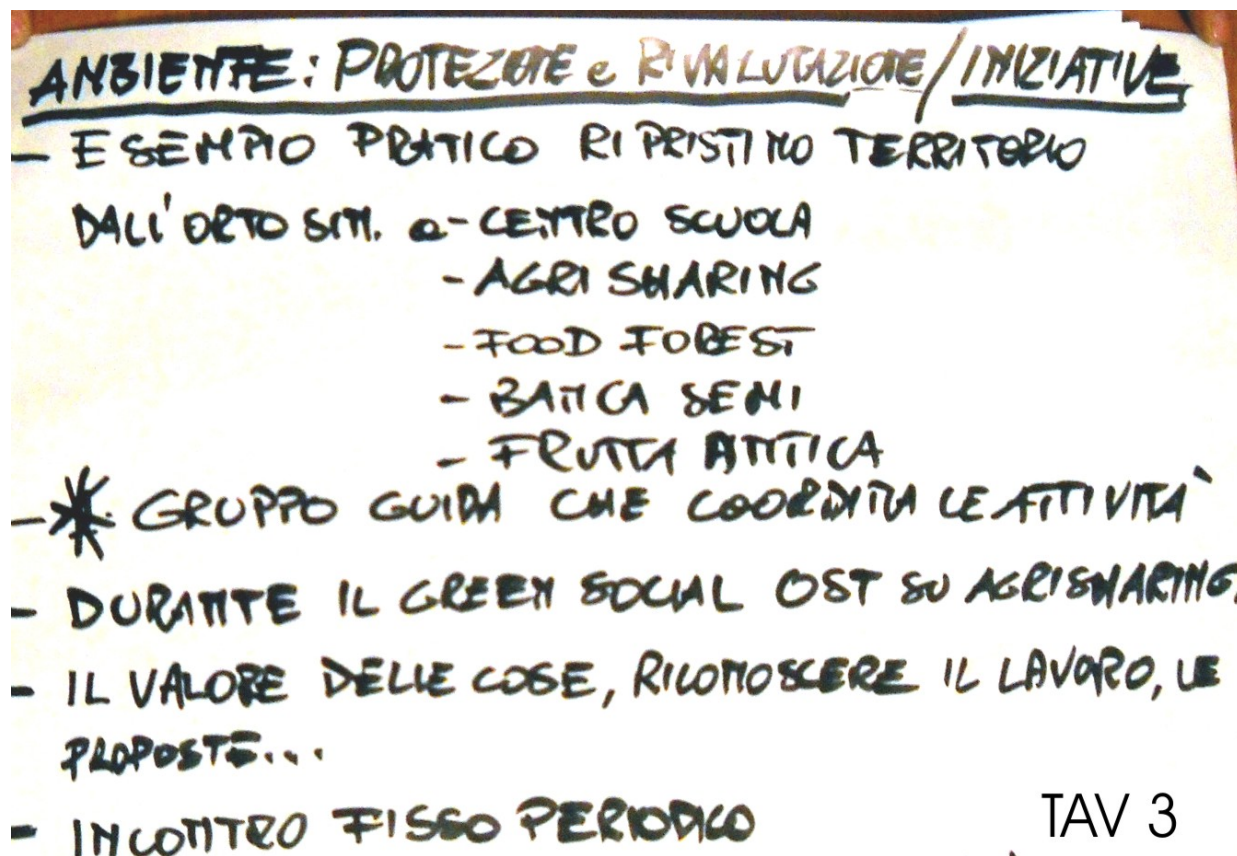 AMBIENTE: PROTEZIONE e RIVALUTAZIONE / INIZIATIVE
- ESEMPIO PRATICO RIPRISTINO TERRITORIO
DALL'ORTO SIN. a - CENTRO SCUOLA
- AGRI SHARING
- FOOD FOREST
- BANCA SEMI
- FRUTTA ANTICA
- * GRUPPO GUIDA CHE COORDINA LE ATTIVITÀ
- DURANTE IL GREEN SOCIAL OST SU AGRISHARING.
- IL VALORE DELLE COSE, RICONOSCERE IL LAVORO, LE
PROPOSTE...
- INCONTRO FISSO PERIODICO
TAV 3